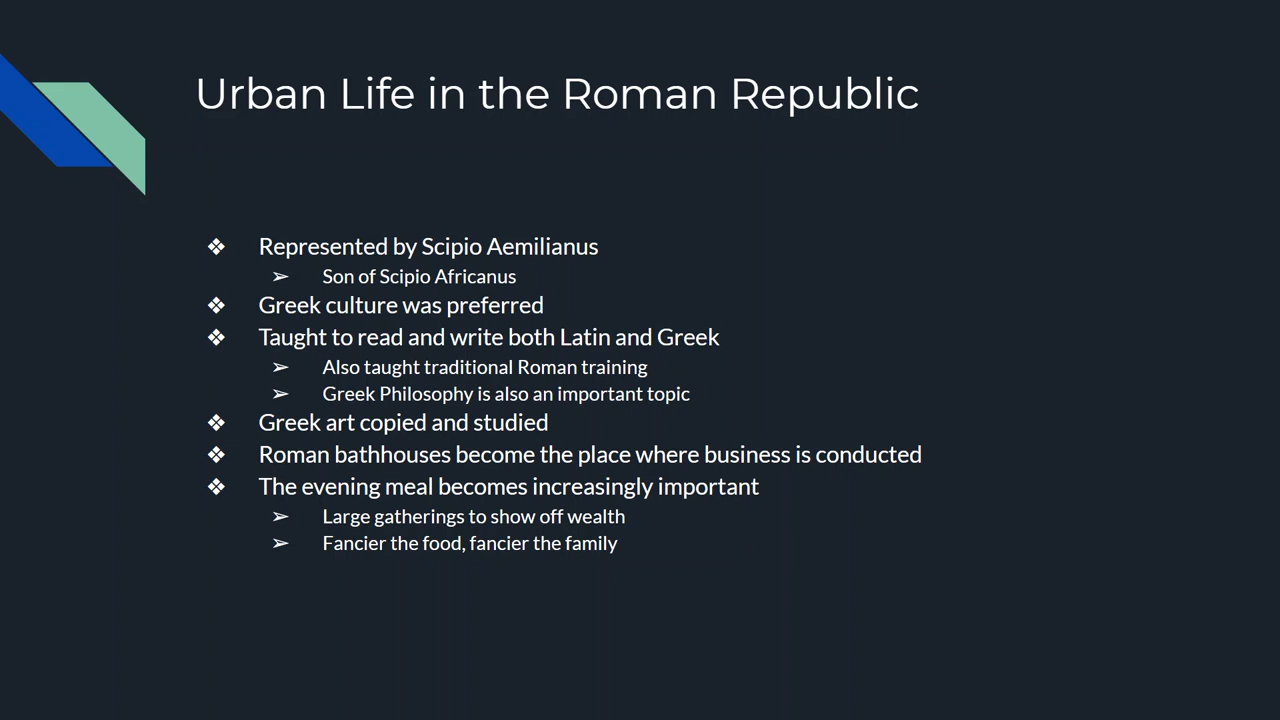 Urban Life in the Roman Republic
❖ Represented by Scipio Aemilianus
➢ Son of Scipio Africanus
❖ Greek culture was preferred
❖ Taught to read and write both Latin and Greek
➢ Also taught traditional Roman training
➢ Greek Philosophy is also an important topic
❖ Greek art copied and studied
❖ Roman bathhouses become the place where business is conducted
❖ The evening meal becomes increasingly important
➢ Large gatherings to show off wealth
➢ Fancier the food, fancier the family